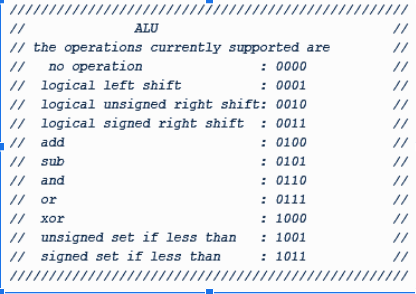 ////////////////////////////////////////////////////
// ALU //
// the operations currently supported are //
// no operation : 0000 //
// logical left shift : 0001 //
// logical unsigned right shift: 0010 //
// logical signed right shift : 0011 //
// add : 0100 //
// sub : 0101 //
// and : 0110 //
// or : 0111 //
// xor : 1000 //
// unsigned set if less than : 1001 //
// signed set if less than : 1011 //
////////////////////////////////////////////////////